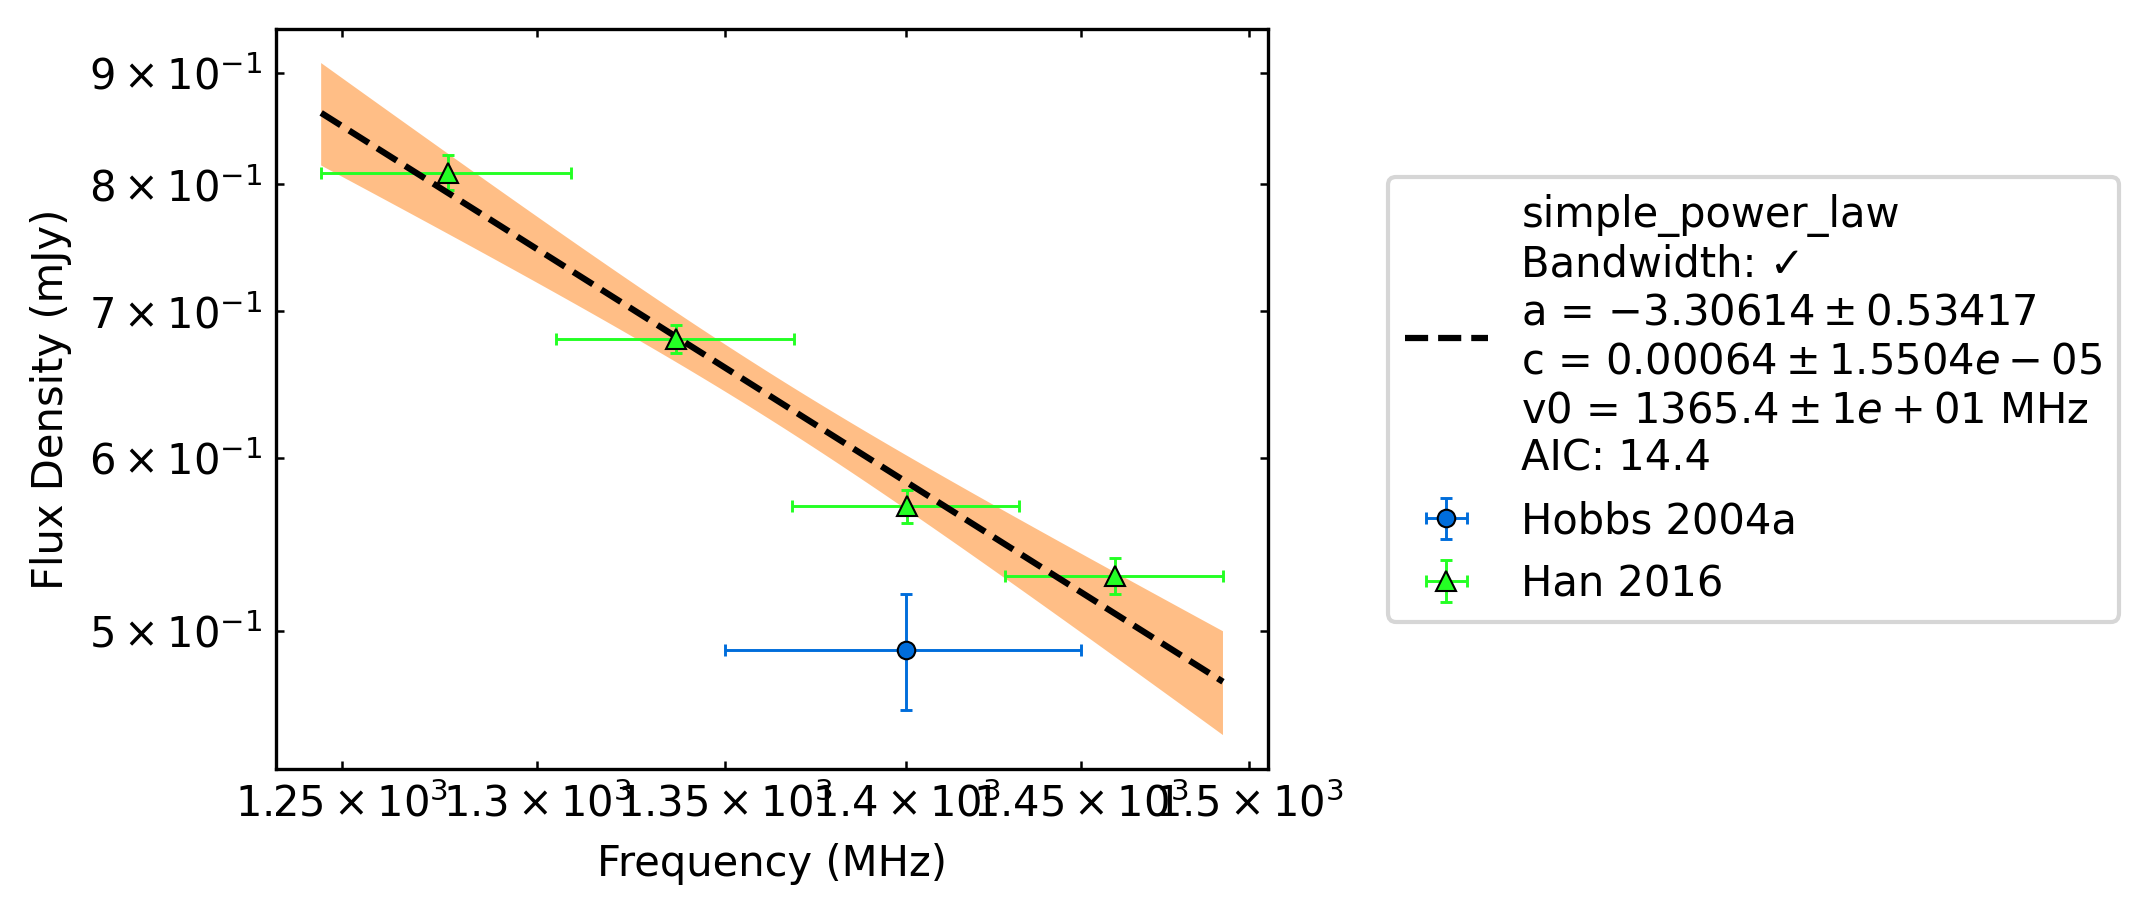 9 × 10⁻¹
8 × 10⁻¹
7 × 10⁻¹
6 × 10⁻¹
5 × 10⁻¹
Flux Density (mJy)
1.25 × 10³
1.3 × 10³
1.35 × 10³
1.4 × 10³
1.45 × 10³
1.5 × 10³
Frequency (MHz)
simple_power_law
Bandwidth: ✓
a = −3.30614 ± 0.53417
c = 0.00064 ± 1.5504e − 05
v0 = 1365.4 ± 1e + 01 MHz
AIC: 14.4
Hobbs 2004a
Han 2016